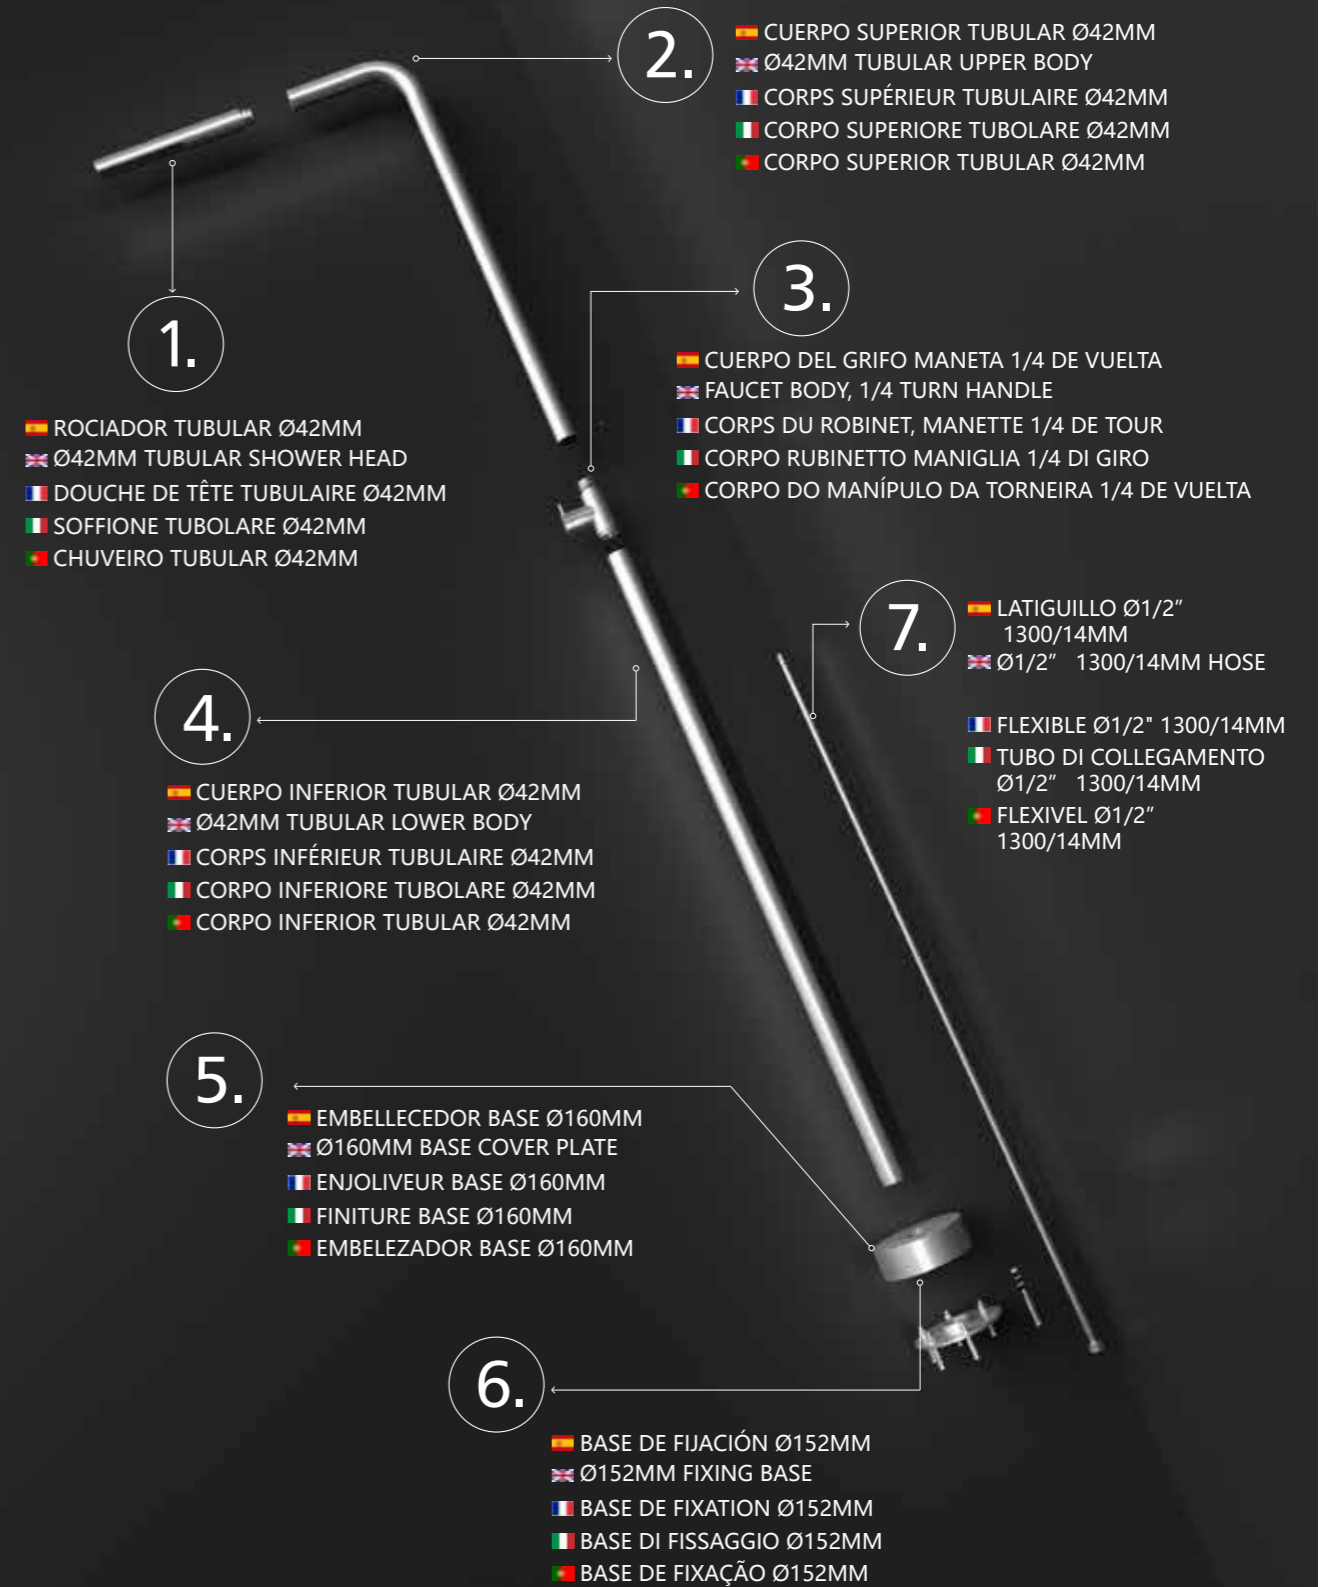 1.
ROCIADOR TUBULAR Ø42MM
Ø42MM TUBULAR SHOWER HEAD
DOUCHE DE TÊTE TUBULAIRE Ø42MM
SOFFIONE TUBOLARE Ø42MM
CHUVEIRO TUBULAR Ø42MM
2.
CUERPO SUPERIOR TUBULAR Ø42MM
Ø42MM TUBULAR UPPER BODY
CORPS SUPÉRIEUR TUBULAIRE Ø42MM
CORPO SUPERIORE TUBOLARE Ø42MM
CORPO SUPERIOR TUBULAR Ø42MM
3.
CUERPO DEL GRIFO MANETA 1/4 DE VUELTA
FAUCET BODY, 1/4 TURN HANDLE
CORPS DU ROBINET, MANETTE 1/4 DE TOUR
CORPO RUBINETTO MANIGLIA 1/4 DI GIRO
CORPO DO MANÍPULO DA TORNEIRA 1/4 DE VUELTA
4.
CUERPO INFERIOR TUBULAR Ø42MM
Ø42MM TUBULAR LOWER BODY
CORPS INFÉRIEUR TUBULAIRE Ø42MM
CORPO INFERIORE TUBOLARE Ø42MM
CORPO INFERIOR TUBULAR Ø42MM
5.
EMBELLECEDOR BASE Ø160MM
Ø160MM BASE COVER PLATE
ENJOLIVEUR BASE Ø160MM
FINITURE BASE Ø160MM
EMBELEZADOR BASE Ø160MM
6.
BASE DE FIJACIÓN Ø152MM
Ø152MM FIXING BASE
BASE DE FIXATION Ø152MM
BASE DI FISSAGGIO Ø152MM
BASE DE FIXAÇÃO Ø152MM
7.
LATIGUILLO Ø1/2”
1300/14MM
Ø1/2” 1300/14MM HOSE
FLEXIBLE Ø1/2" 1300/14MM
TUBO DI COLLEGAMENTO
Ø1/2” 1300/14MM
FLEXIVEL Ø1/2”
1300/14MM